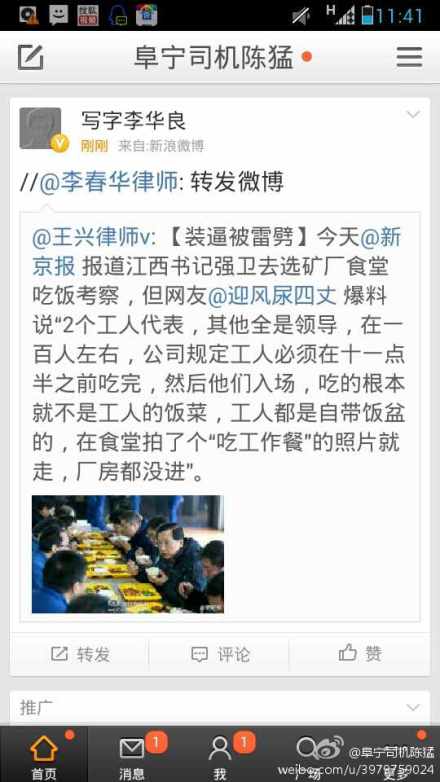 搜狐
视频
H
11:41
阜宁司机陈猛
写字李华良
刚刚 来自:新浪微博
//@李春华律师: 转发微博
@王兴律师v:【装逼被雷劈】今天@新
京报 报道江西书记强卫去选矿厂食堂
吃饭考察，但网友@迎风尿四丈 爆料
说“2个工人代表，其他全是领导，在一
百人左右，公司规定工人必须在十一点
半之前吃完，然后他们入场，吃的根本
就不是工人的饭菜，工人都是自带饭盆
的，在食堂拍了个“吃工作餐”的照片就
走，厂房都没进”。
转发 评论 赞
推广
1 1
首页 消息 我 广场 更多
@阜宁司机陈猛
weibo.com/u/3979759024